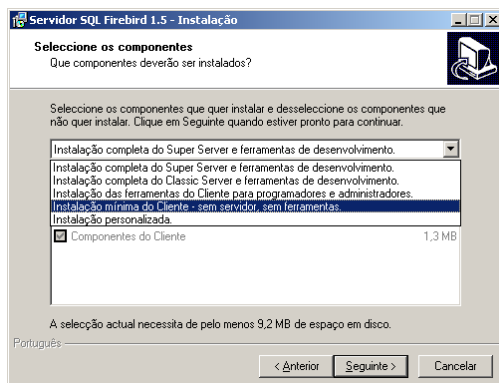 Servidor SQL Firebird 1.5 - Instalação
Seleccione os componentes
Que componentes deverão ser instalados?
Seleccione os componentes que quer instalar e desseleccione os componentes que
não quer instalar. Clique em Seguinte quando estiver pronto para continuar.
Instalação completa do Super Server e ferramentas de desenvolvimento.
Instalação completa do Super Server e ferramentas de desenvolvimento.
Instalação completa do Classic Server e ferramentas de desenvolvimento.
Instalação das ferramentas do Cliente para programadores e administradores.
Instalação mínima do Cliente - sem servidor, sem ferramentas.
Instalação personalizada.
Componentes do Cliente 1,3 MB
A selecção actual necessita de pelo menos 9,2 MB de espaço em disco.
Português
< Anterior Seguinte > Cancelar